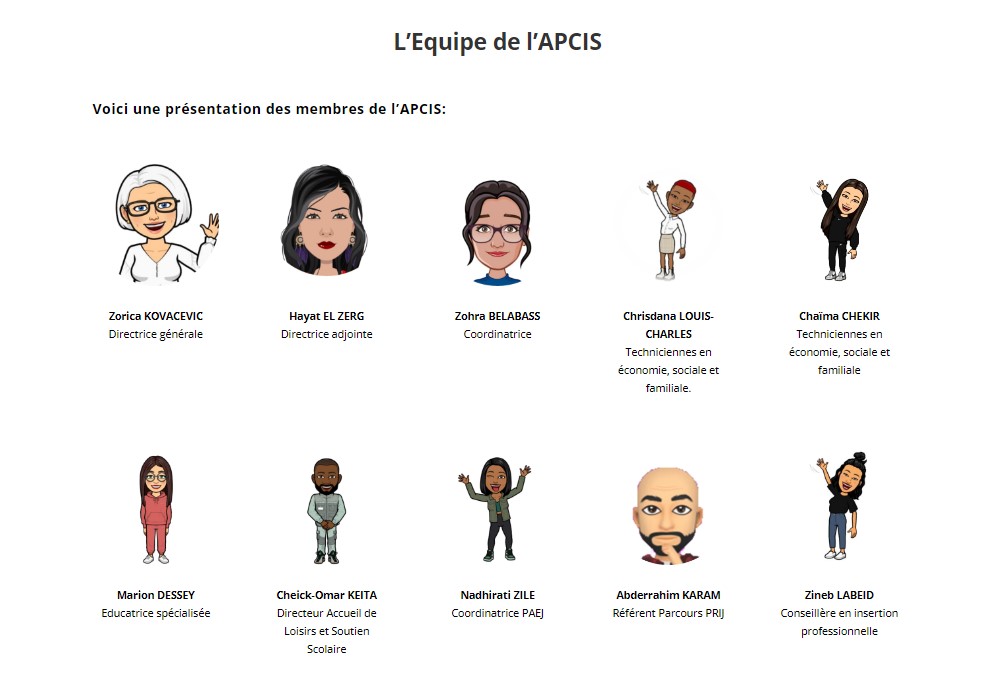 L’Equipe de l’APCIS
Voici une présentation des membres de l’APCIS:
Zorica KOVACEVIC
Directrice générale
Hayat EL ZERG
Directrice adjointe
Zohra BELABASS
Coordinatrice
Chrisdana LOUIS-
CHARLES
Techniciennes en
économie, sociale et
familiale.
Chaïma CHEKIR
Techniciennes en
économie, sociale et
familiale
Marion DESSEY
Educatrice spécialisée
Cheick-Omar KEITA
Directeur Accueil de
Loisirs et Soutien
Scolaire
Nadhirati ZILE
Coordinatrice PAEJ
Abderrahim KARAM
Référent Parcours PRIJ
Zineb LABEID
Conseillère en insertion
professionnelle